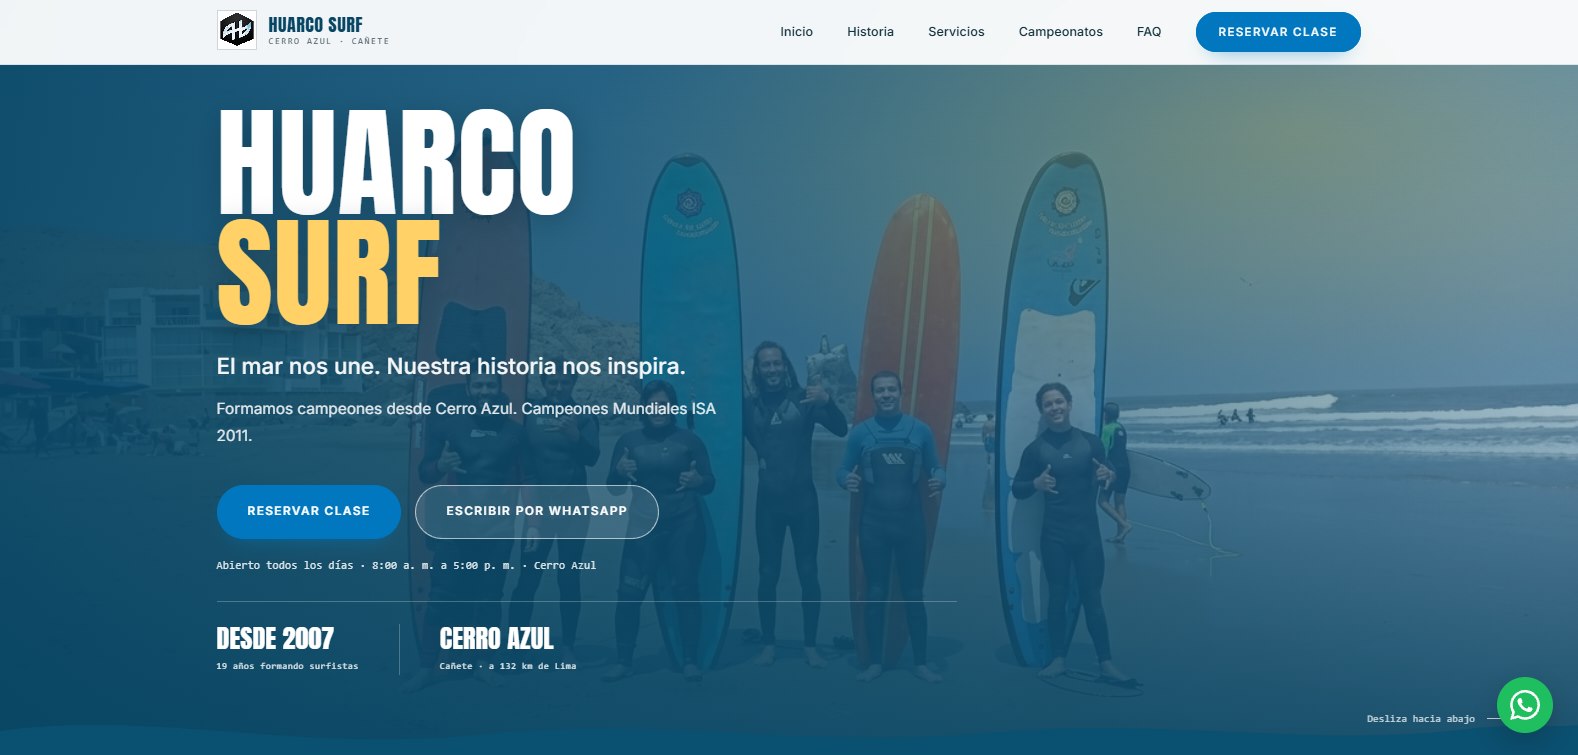 HUARCO SURF
CERRO AZUL · CAÑETE
Inicio
Historia
Servicios
Campeonatos
FAQ
RESERVAR CLASE
HUARCO
SURF
El mar nos une. Nuestra historia nos inspira.
Formamos campeones desde Cerro Azul. Campeones Mundiales ISA
2011.
RESERVAR CLASE
ESCRIBIR POR WHATSAPP
Abierto todos los días · 8:00 a. m. a 5:00 p. m. · Cerro Azul
DESDE 2007
19 años formando surfistas
CERRO AZUL
Cañete · a 132 km de Lima
Desliza hacia abajo